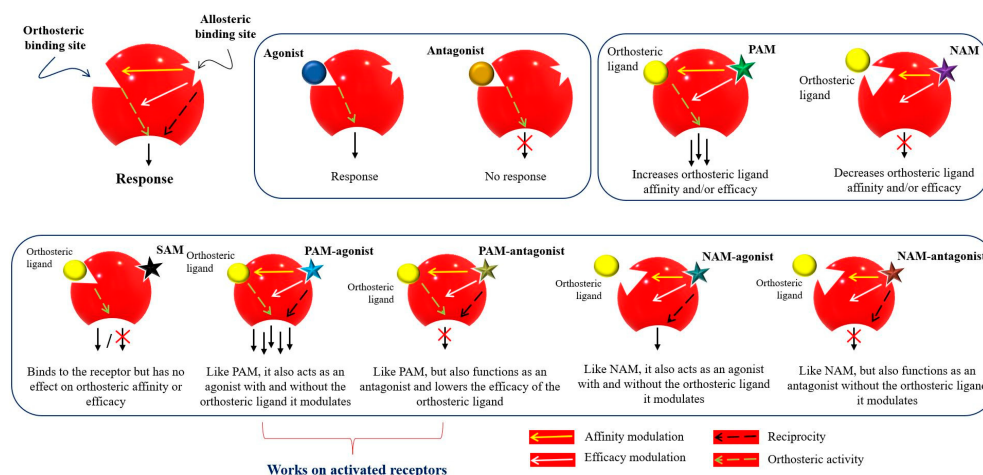 Orthosteric
binding site
Allosteric
binding site
Response
Agonist
Response
Antagonist
No response
Orthosteric
ligand
PAM
Increases orthosteric ligand
affinity and/or efficacy
NAM
Orthosteric
ligand
Decreases orthosteric ligand
affinity and/or efficacy
Orthosteric
ligand
SAM
/
Binds to the receptor but has no
effect on orthosteric affinity or
efficacy
Orthosteric
ligand
PAM-agonist
Like PAM, it also acts as an
agonist with and without the
orthosteric ligand it modulates
PAM-antagonist
Orthosteric
ligand
Like PAM, but also functions as an
antagonist and lowers the efficacy of the
orthosteric ligand
NAM-agonist
Orthosteric
ligand
Like NAM, it also acts as an agonist
with and without the orthosteric ligand
it modulates
NAM-antagonist
Orthosteric
ligand
Like NAM, but also functions as an
antagonist without the orthosteric ligand
it modulates
Works on activated receptors
Affinity modulation
Efficacy modulation
Reciprocity
Orthosteric activity